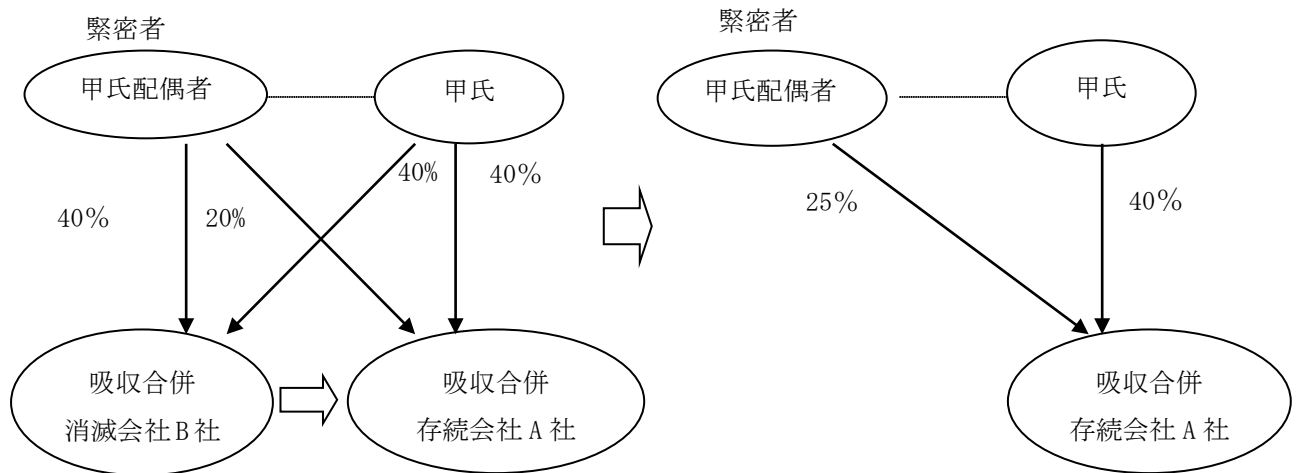 緊密者
甲氏配偶者
甲氏
40%
20%
40%
40%
吸収合併
消滅会社B社
吸収合併
存続会社A社
緊密者
甲氏配偶者
甲氏
25%
40%
吸収合併
存続会社A社